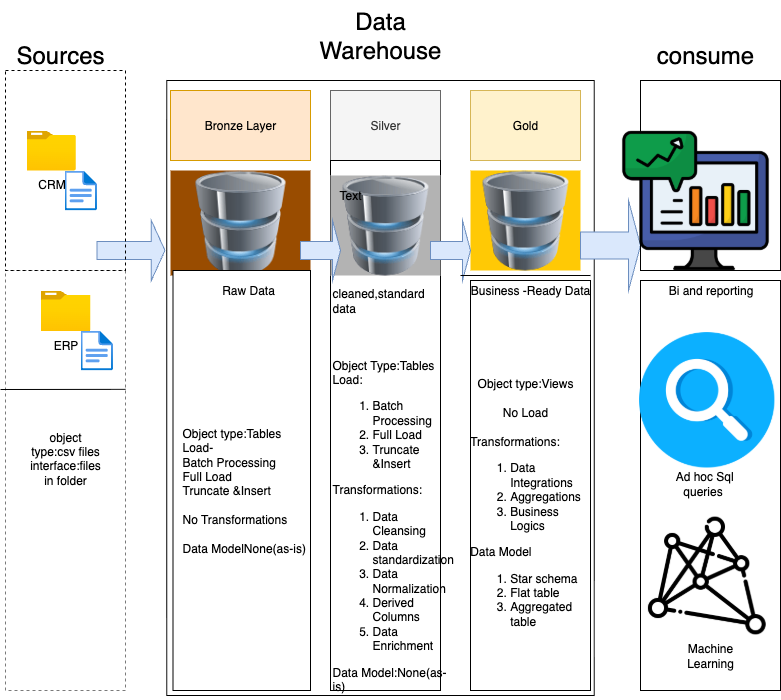 Sources
Data
Warehouse
consume
CRM
ERP
object
type:csv files
interface:files
in folder
Bronze Layer
Raw Data
Object type:Tables
Load-
Batch Processing
Full Load
Truncate &Insert
No Transformations
Data ModelNone(as-is)
Silver
Text
cleaned,standard
data
Object Type:Tables
Load:
1. Batch
Processing
2. Full Load
3. Truncate
&Insert
Transformations:
1. Data
Cleansing
2. Data
standardization
3. Data
Normalization
4. Derived
Columns
5. Data
Enrichment
Data Model:None(as-
is)
Gold
Business -Ready Data
Object type:Views
No Load
Transformations:
1. Data
Integrations
2. Aggregations
3. Business
Logics
Data Model
1. Star schema
2. Flat table
3. Aggregated
table
Bi and reporting
Ad hoc Sql
queries
Machine
Learning